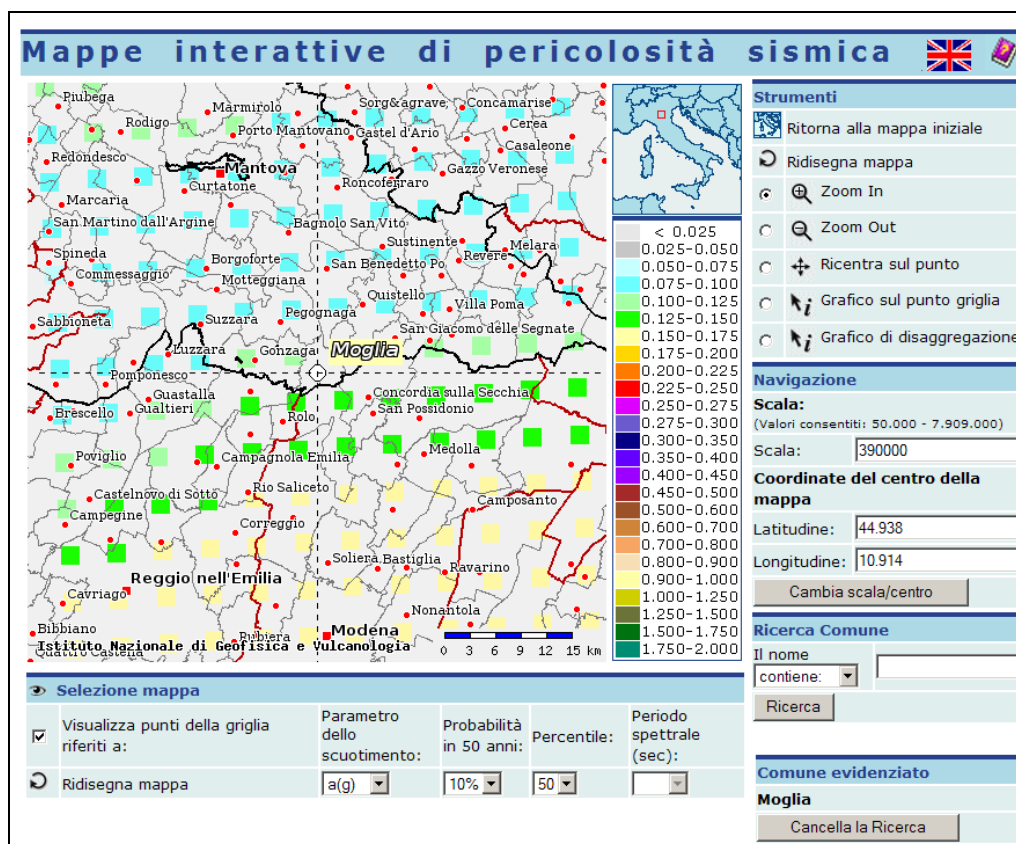 Mappe interattive di pericolosità sismica
Piubega
Marmirolo
Sorg&agrave;
Concamarise
Rodigo
Porto Mantovano
Castel d'Ario
Cerea
Casaleone
Redondesco
Mantova
Gazzo Veronese
Curtatone
Roncoferraro
Marcaria
San Martino dall'Argine
Bagnolo San Vito
Sustinente
Melara
Spineda
Borgoforte
San Benedetto Po
Revere
Commessaggio
Motteggiana
Quistello
Villa Poma
Sabbioneta
Suzzara
Pegognaga
San Giacomo delle Segnate
Luzzara
Gonzaga
Moglia
Pomponesco
Guastalla
Concordia sulla Secchia
Brescello
Gualtieri
Rolo
San Possidonio
Poviglio
Campagnola Emilia
Medolla
Castelnovo di Sotto
Rio Saliceto
Camposanto
Campegine
Correggio
Soliera
Bastiglia
Ravarino
Reggio nell'Emilia
Cavriago
Nonantola
Bibbiano
Rubiera
Modena
Istituto Nazionale di Geofisica e Vulcanologia
Quattro Castella
0 3 6 9 12 15 km
< 0.025
0.025-0.050
0.050-0.075
0.075-0.100
0.100-0.125
0.125-0.150
0.150-0.175
0.175-0.200
0.200-0.225
0.225-0.250
0.250-0.275
0.275-0.300
0.300-0.350
0.350-0.400
0.400-0.450
0.450-0.500
0.500-0.600
0.600-0.700
0.700-0.800
0.800-0.900
0.900-1.000
1.000-1.250
1.250-1.500
1.500-1.750
1.750-2.000
Strumenti
Ritorna alla mappa iniziale
Ridisegna mappa
Zoom In
Zoom Out
Ricentra sul punto
Grafico sul punto griglia
Grafico di disaggregazione
Navigazione
Scala:
(Valori consentiti: 50.000 - 7.909.000)
Scala: 390000
Coordinate del centro della
mappa
Latitudine: 44.938
Longitudine: 10.914
Cambia scala/centro
Ricerca Comune
Il nome
contiene:
Ricerca
Comune evidenziato
Moglia
Cancella la Ricerca
Selezione mappa
Visualizza punti della griglia
riferiti a:
Parametro
dello
scuotimento:
Probabilità
in 50 anni:
Percentile:
Periodo
spettrale
(sec):
Ridisegna mappa
a(g)
10%
50